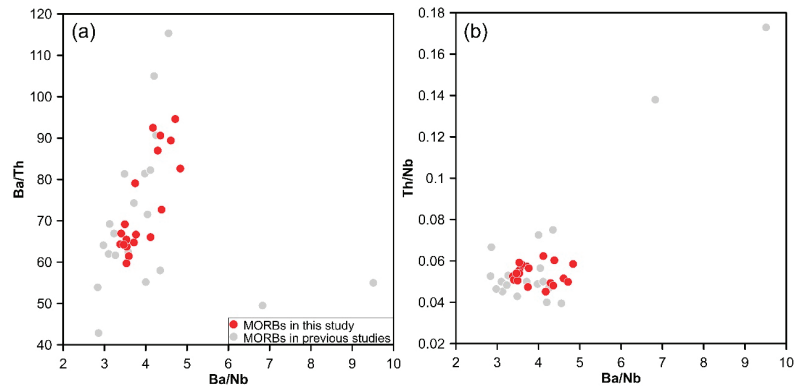 (a)
120
110
100
90
80
70
60
50
40
Ba/Th
2 3 4 5 6 7 8 9 10
Ba/Nb
MORBs in this study
MORBs in previous studies
(b)
0.18
0.16
0.14
0.12
0.1
0.08
0.06
0.04
0.02
Th/Nb
2 3 4 5 6 7 8 9 10
Ba/Nb